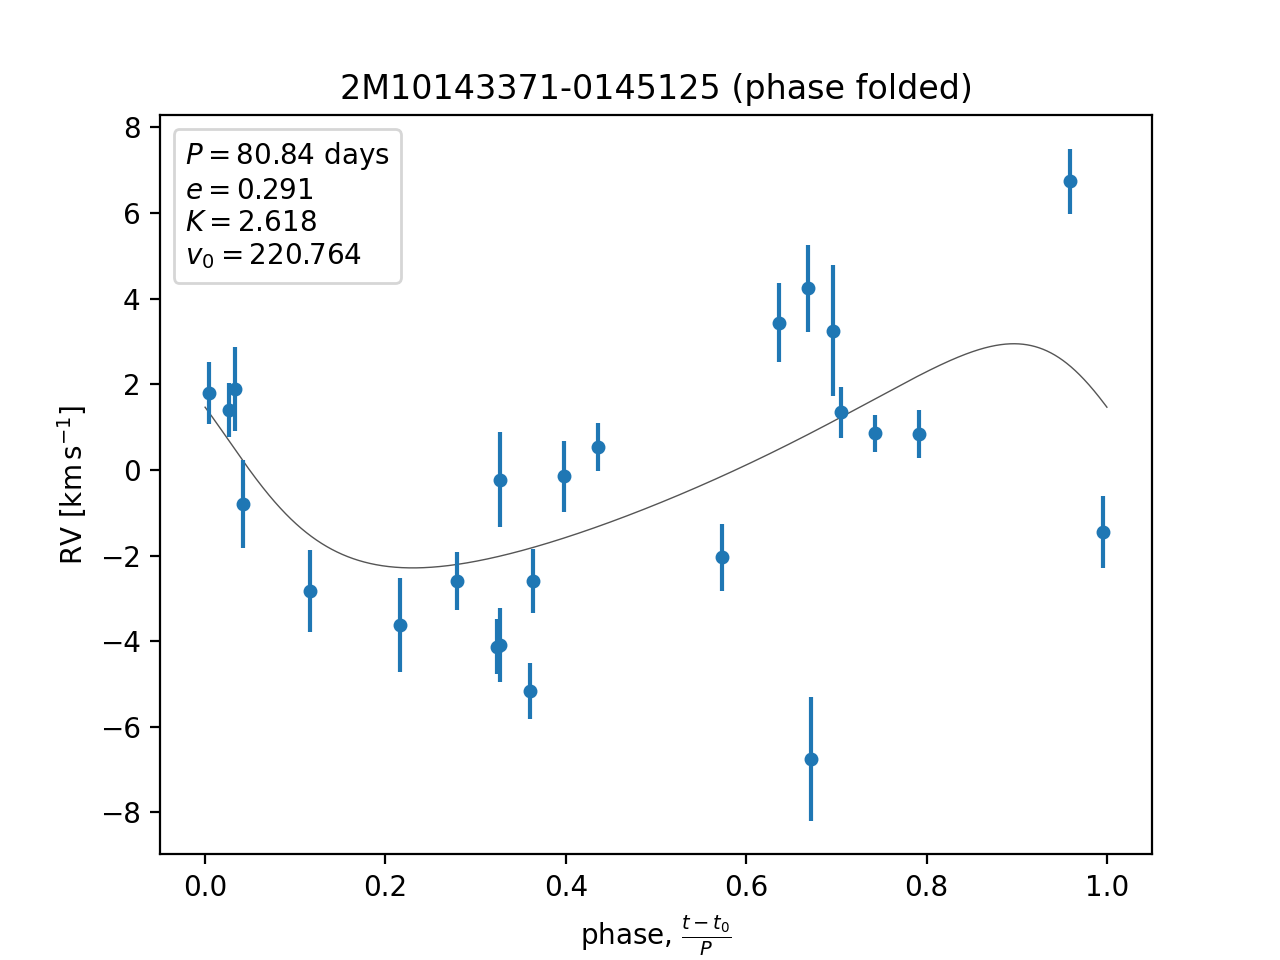 2M10143371-0145125 (phase folded)
P = 80.84 days
e = 0.291
K = 2.618
v₀ = 220.764
8
6
4
2
0
−2
−4
−6
−8
RV [km s⁻¹]
0.0 0.2 0.4 0.6 0.8 1.0
phase, (t − t₀)/P